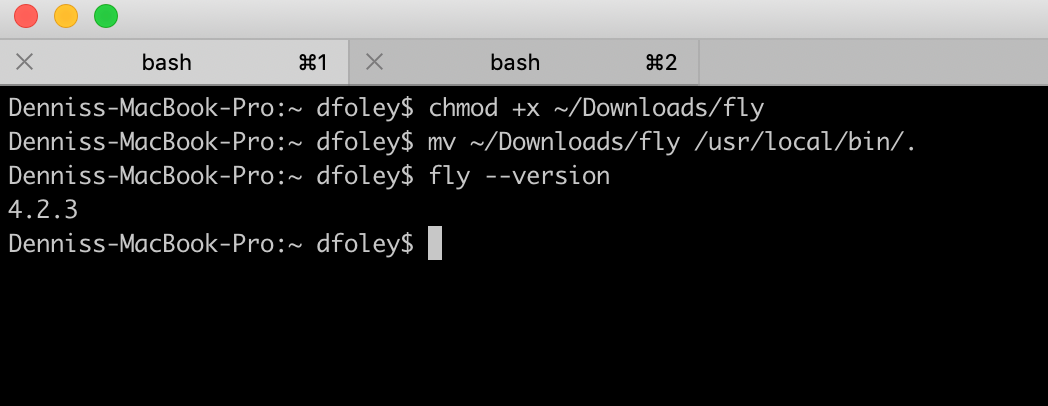 bash ⌘1 bash ⌘2
Denniss-MacBook-Pro:~ dfoley$ chmod +x ~/Downloads/fly
Denniss-MacBook-Pro:~ dfoley$ mv ~/Downloads/fly /usr/local/bin/.
Denniss-MacBook-Pro:~ dfoley$ fly --version
4.2.3
Denniss-MacBook-Pro:~ dfoley$